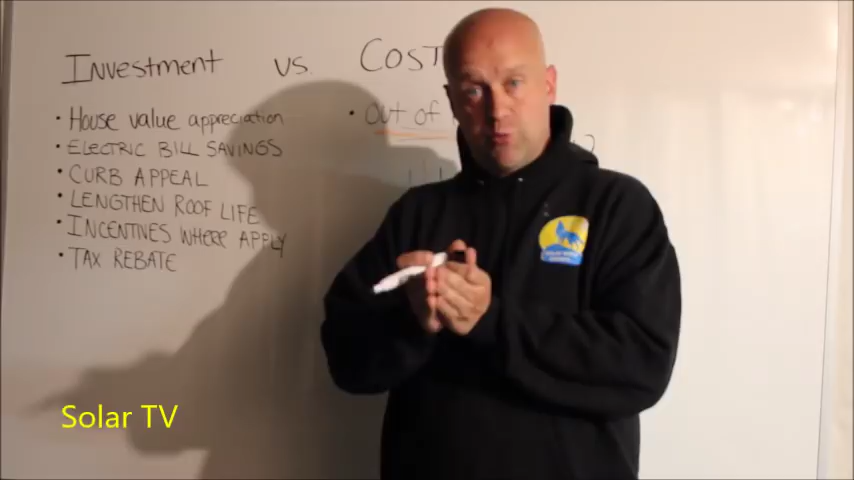 Investment vs. COST
• House value appreciation
• Out of
• ELECTRIC BILL SAVINGS
• CURB APPEAL
• LENGTHEN ROOF LIFE
• INCENTIVES WHERE APPLY
• TAX REBATE
Solar TV